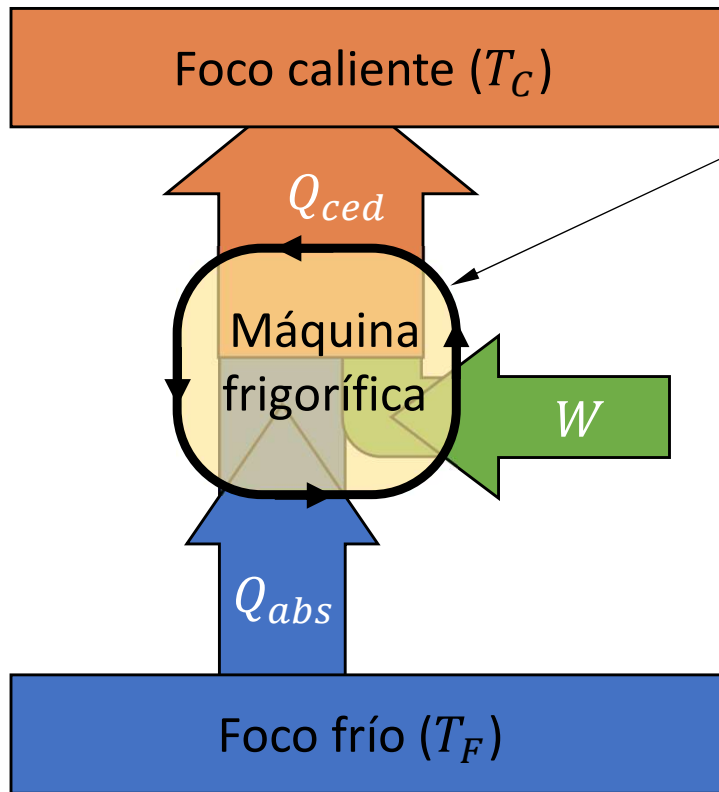 Foco caliente (T_C)
Q_ced
Máquina
frigorífica
W
Q_abs
Foco frío (T_F)